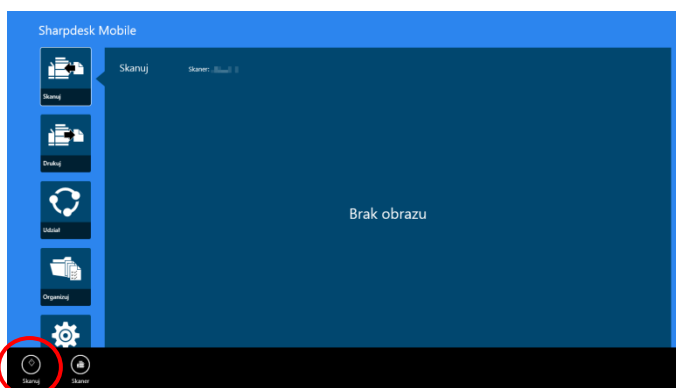 Sharpdesk Mobile
Skanuj
Skanuj Skaner:
Drukuj
Udział
Brak obrazu
Organizuj
Skanuj
Skaner